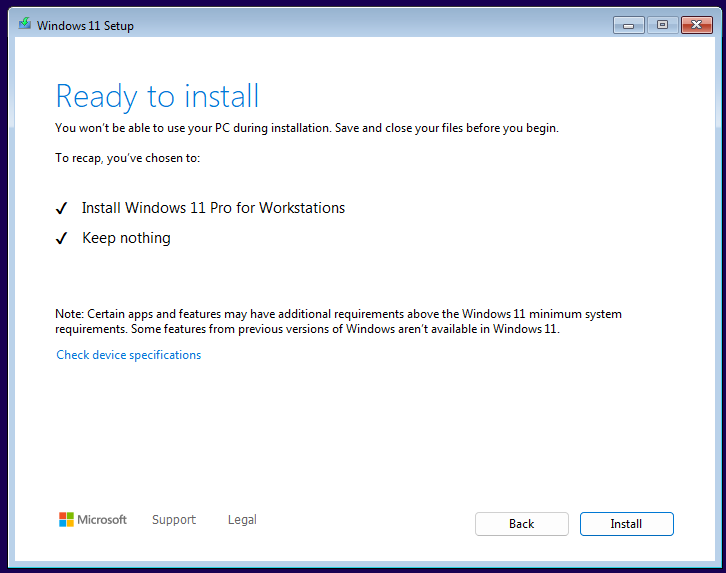 Windows 11 Setup
Ready to install
You won't be able to use your PC during installation. Save and close your files before you begin.
To recap, you've chosen to:
Install Windows 11 Pro for Workstations
Keep nothing
Note: Certain apps and features may have additional requirements above the Windows 11 minimum system
requirements. Some features from previous versions of Windows aren't available in Windows 11.
Check device specifications
Microsoft Support Legal Back Install